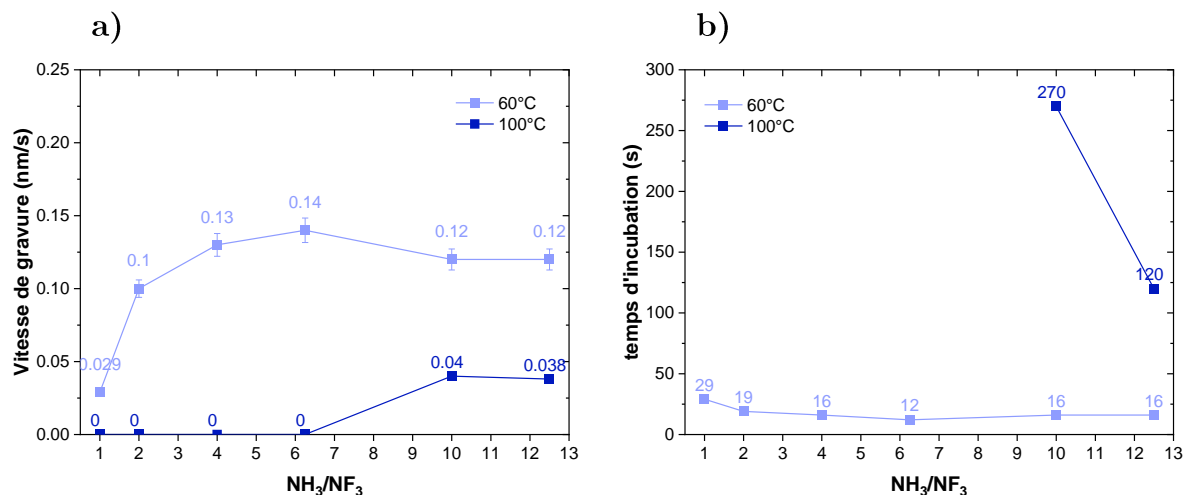 a)
Vitesse de gravure (nm/s)
0.25
0.20
0.15
0.10
0.05
0.00
60°C
100°C
0.029
0.1
0.13
0.14
0.12
0.12
0
0
0
0
0.04
0.038
1 2 3 4 5 6 7 8 9 10 11 12 13
NH₃/NF₃
b)
temps d'incubation (s)
300
250
200
150
100
50
0
60°C
100°C
270
120
29
19
16
12
16
16
1 2 3 4 5 6 7 8 9 10 11 12 13
NH₃/NF₃